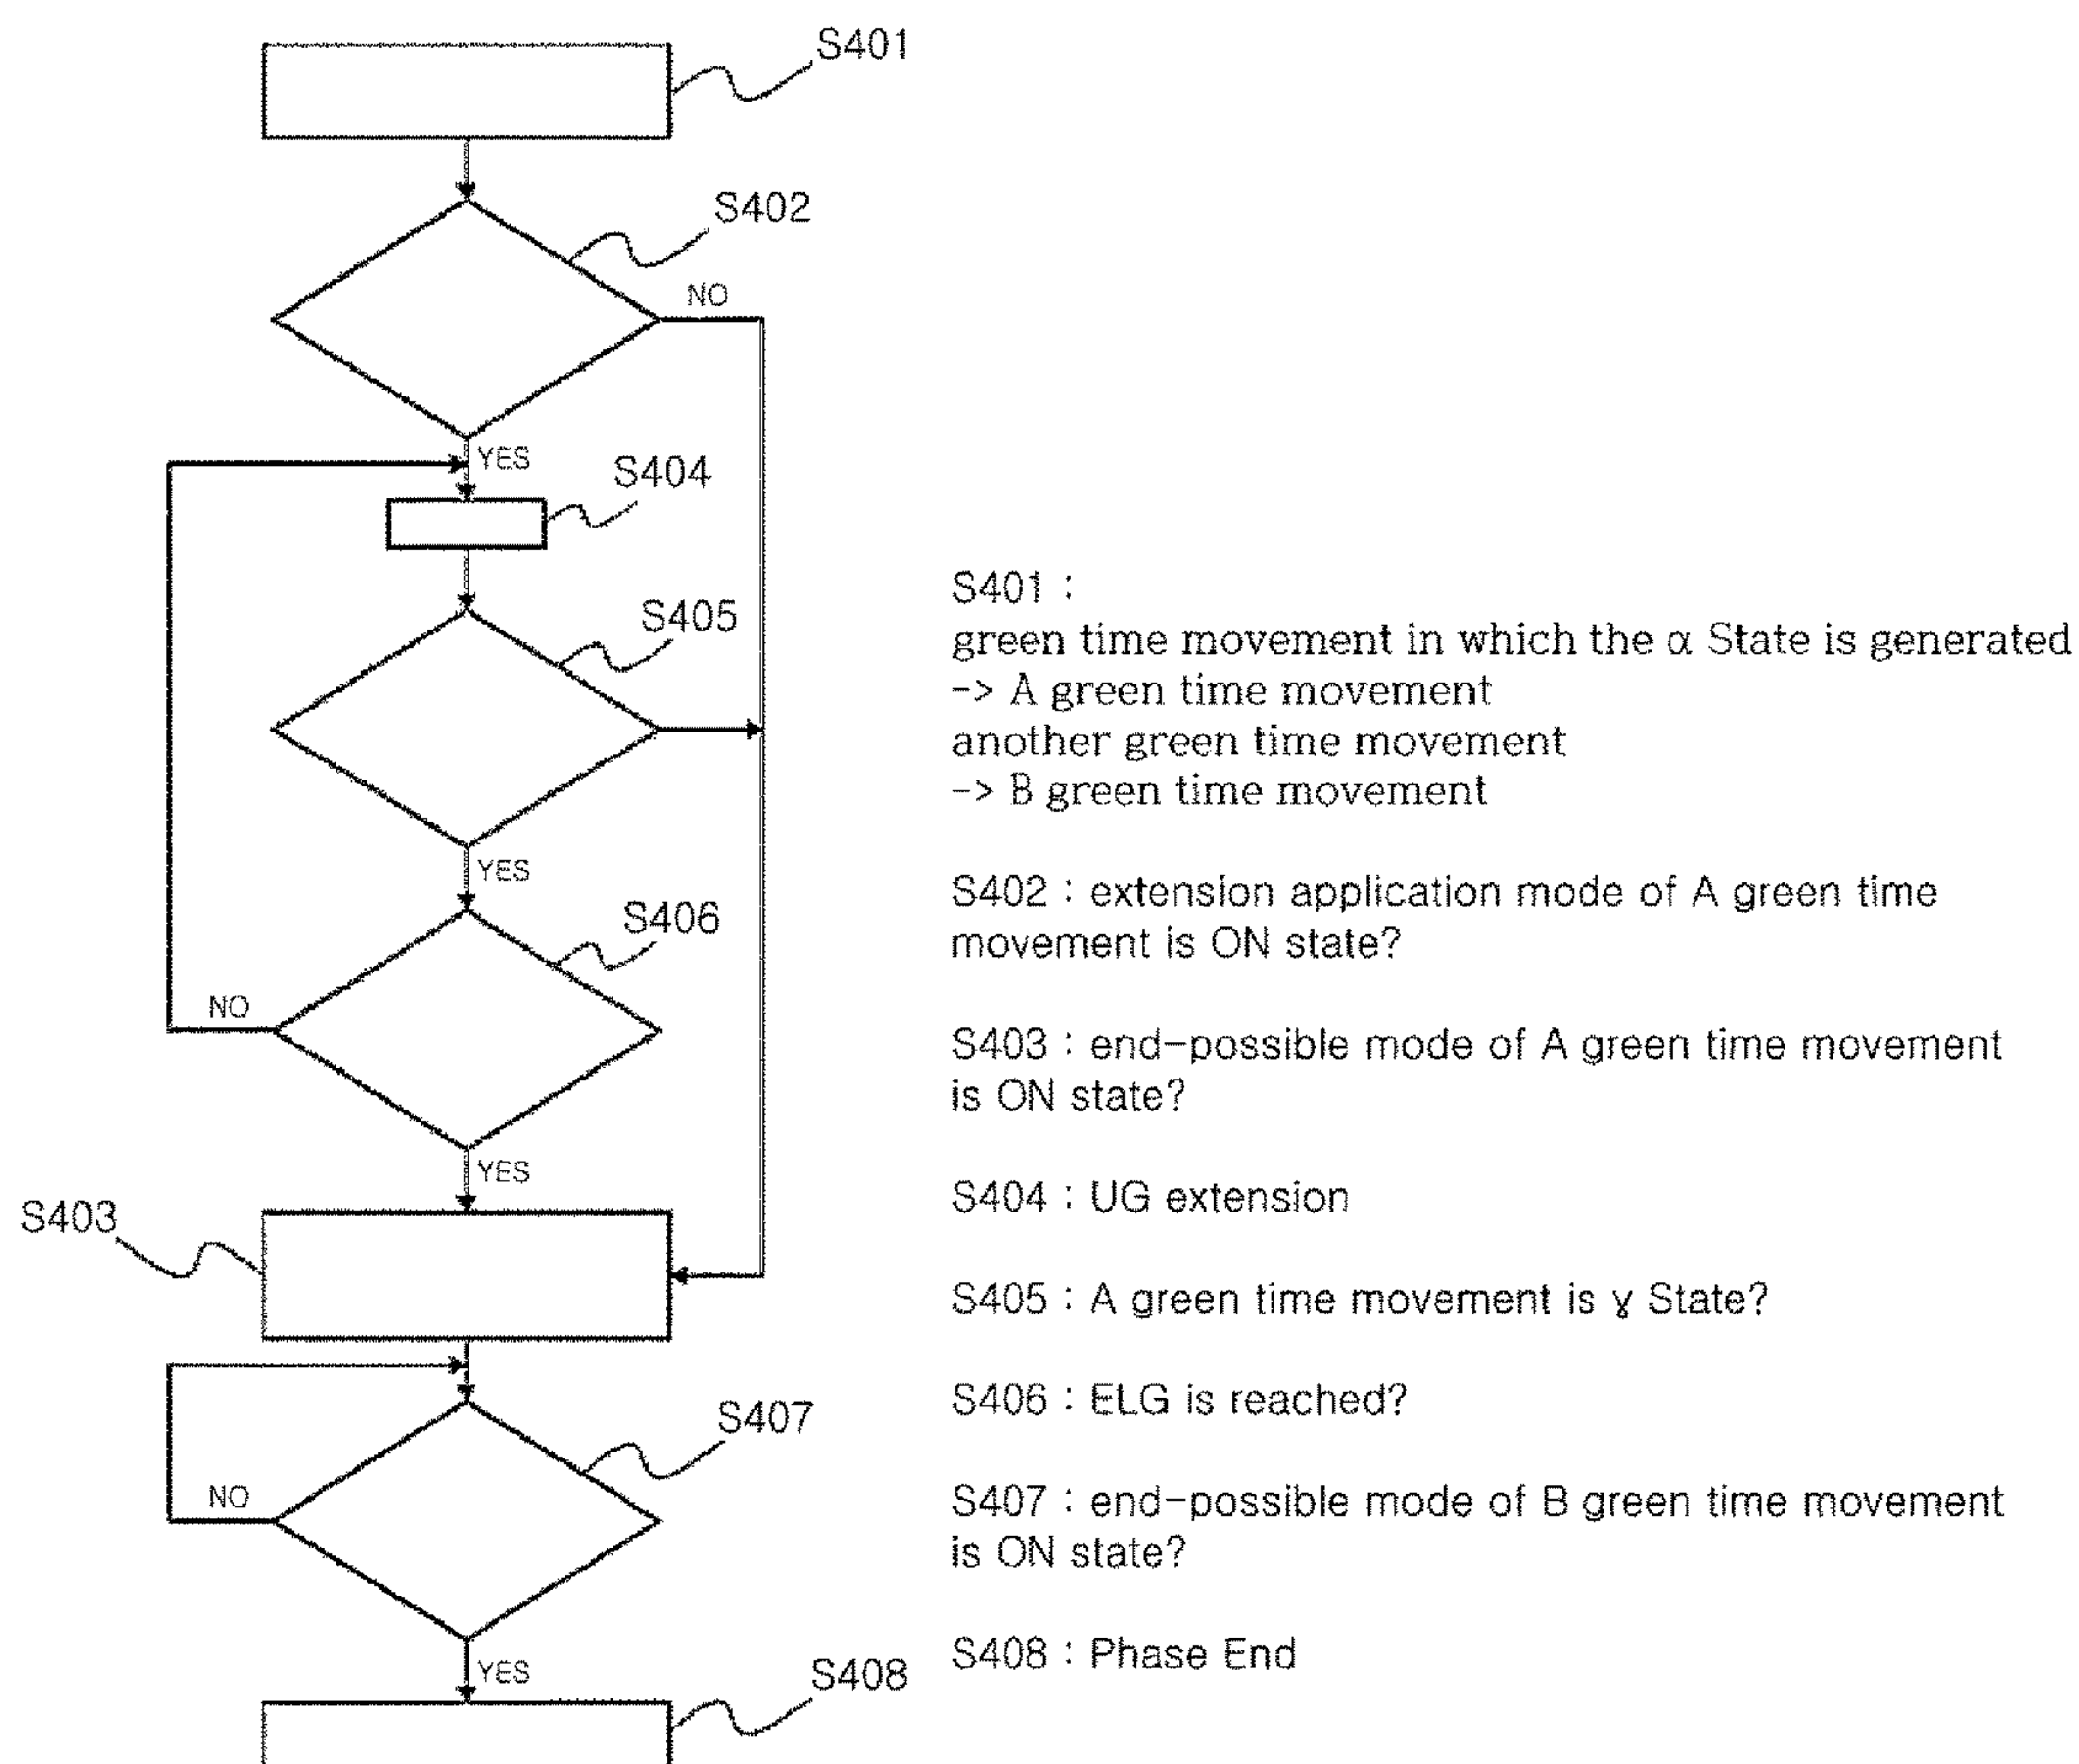 S401
S402
NO
YES
S404
S405
YES
S406
NO
YES
S403
S407
NO
YES
S408
S401 :
green time movement in which the α State is generated
-> A green time movement
another green time movement
-> B green time movement
S402 : extension application mode of A green time
movement is ON state?
S403 : end-possible mode of A green time movement
is ON state?
S404 : UG extension
S405 : A green time movement is ɣ State?
S406 : ELG is reached?
S407 : end-possible mode of B green time movement
is ON state?
S408 : Phase End